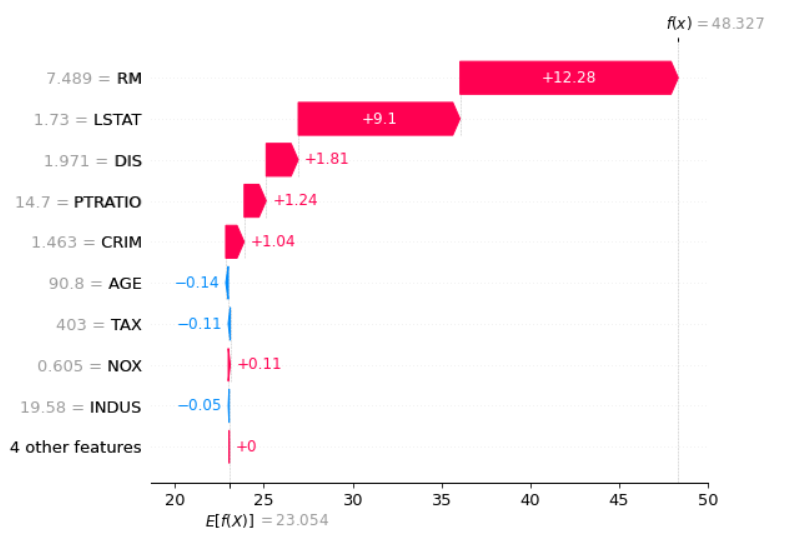 f(x) = 48.327
7.489 = RM +12.28
1.73 = LSTAT +9.1
1.971 = DIS +1.81
14.7 = PTRATIO +1.24
1.463 = CRIM +1.04
90.8 = AGE −0.14
403 = TAX −0.11
0.605 = NOX +0.11
19.58 = INDUS −0.05
4 other features +0
20 25 30 35 40 45 50
E[f(X)] = 23.054